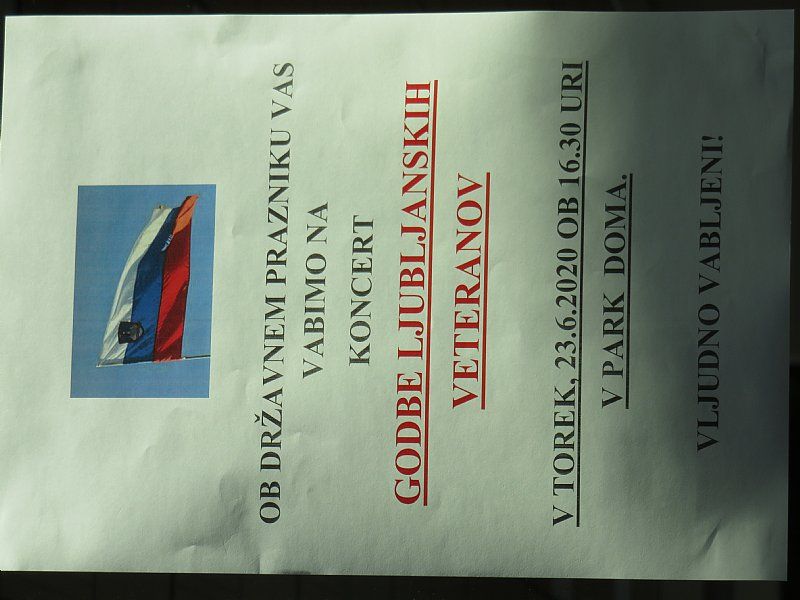 OB DRŽAVNEM PRAZNIKU VAS
VABIMO NA
KONCERT
GODBE LJUBLJANSKIH
VETERANOV
V TOREK, 23.6.2020 OB 16.30 URI
V PARK DOMA.
VLJUDNO VABLJENI!